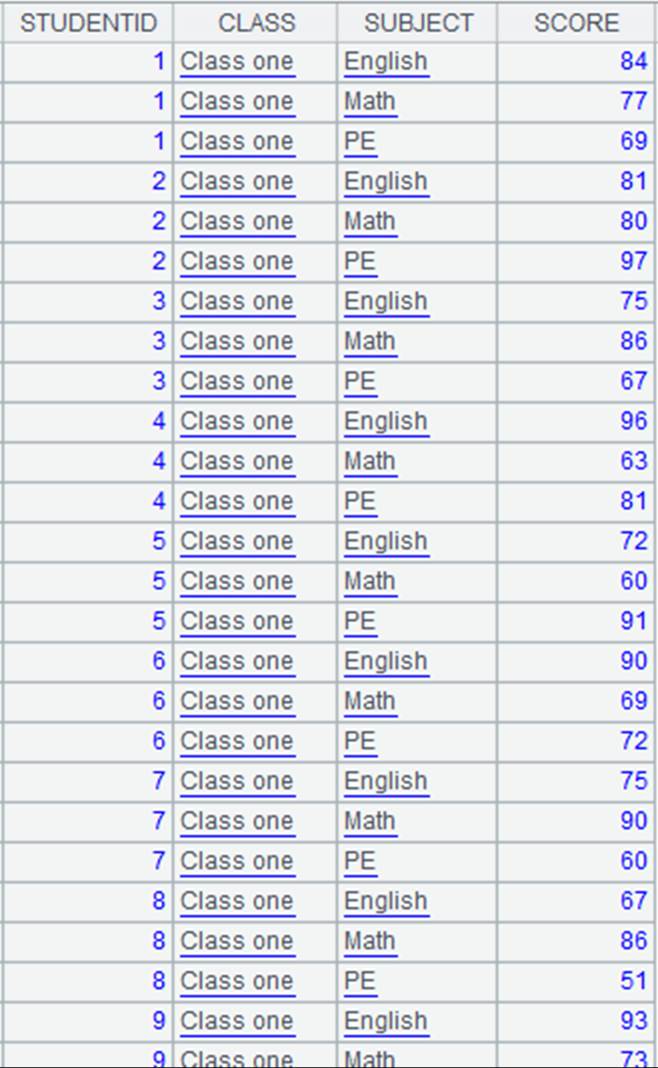 STUDENTID CLASS SUBJECT SCORE
1 Class one English 84
1 Class one Math 77
1 Class one PE 69
2 Class one English 81
2 Class one Math 80
2 Class one PE 97
3 Class one English 75
3 Class one Math 86
3 Class one PE 67
4 Class one English 96
4 Class one Math 63
4 Class one PE 81
5 Class one English 72
5 Class one Math 60
5 Class one PE 91
6 Class one English 90
6 Class one Math 69
6 Class one PE 72
7 Class one English 75
7 Class one Math 90
7 Class one PE 60
8 Class one English 67
8 Class one Math 86
8 Class one PE 51
9 Class one English 93
9 Class one Math 73